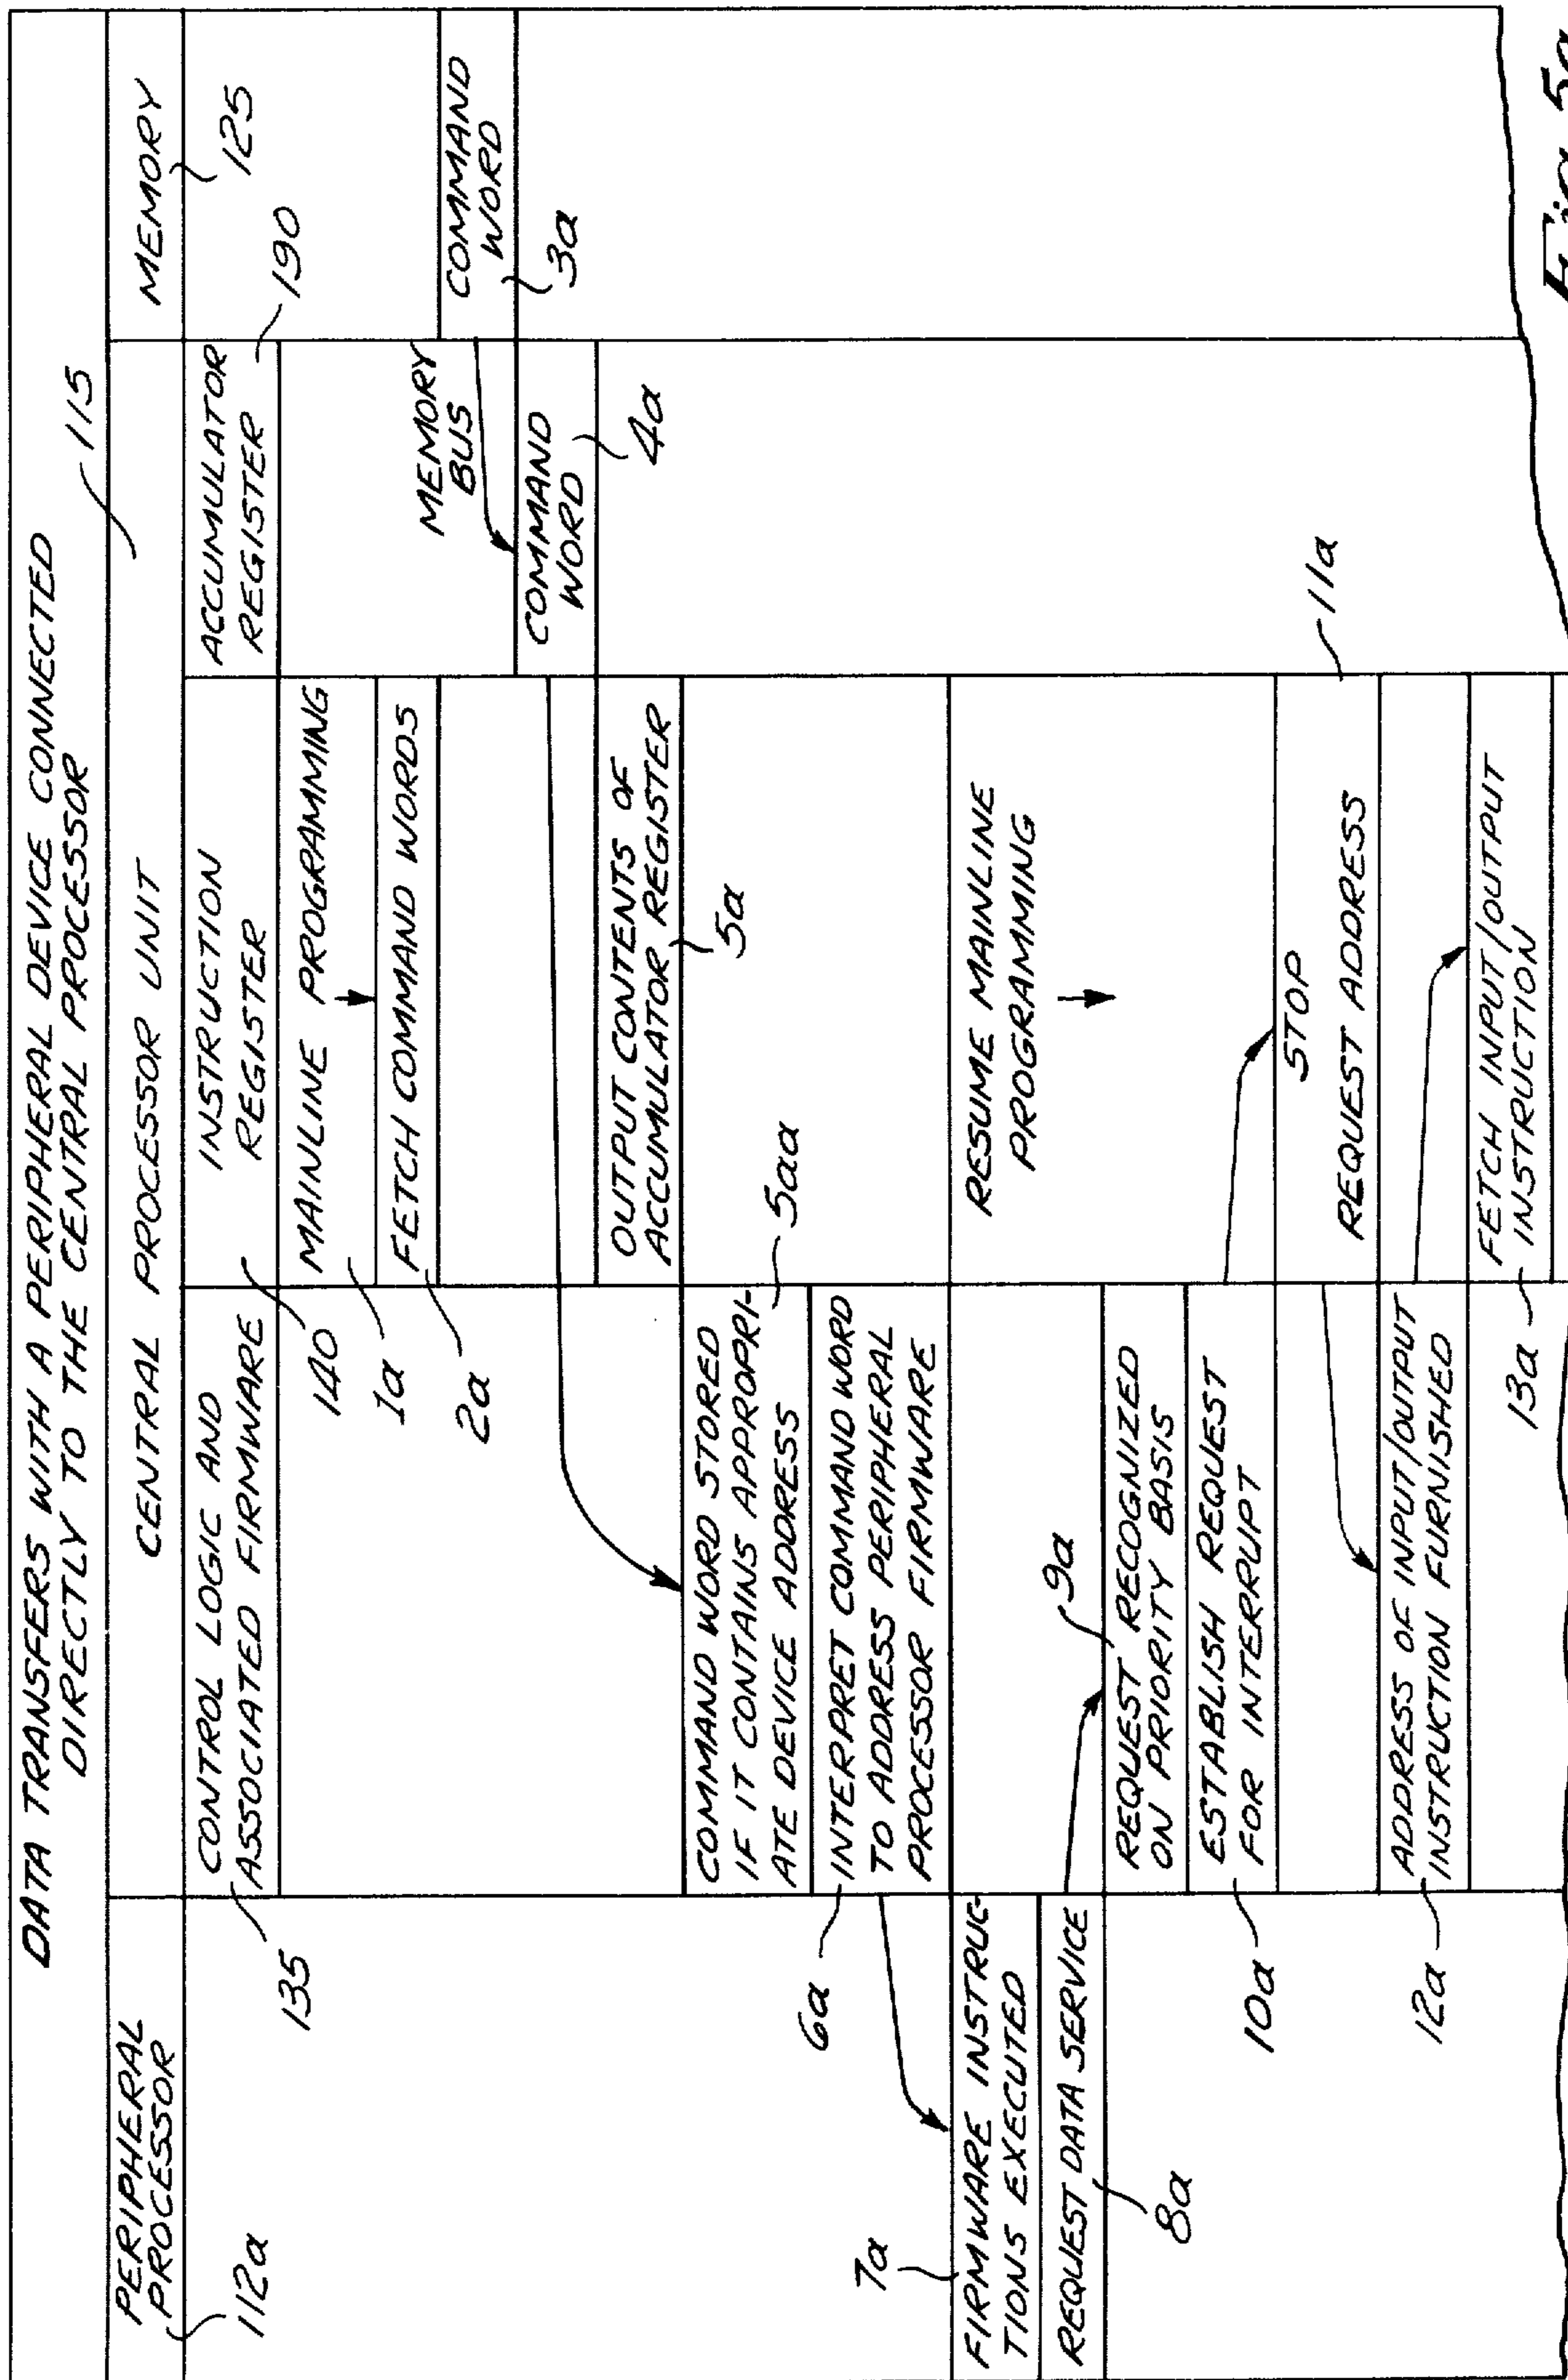 DATA TRANSFERS WITH A PERIPHERAL DEVICE CONNECTED
DIRECTLY TO THE CENTRAL PROCESSOR
PERIPHERAL
PROCESSOR
112a
CENTRAL PROCESSOR UNIT
115
MEMORY
125
CONTROL LOGIC AND
ASSOCIATED FIRMWARE
135
INSTRUCTION
REGISTER
140
ACCUMULATOR
REGISTER
190
MAINLINE PROGRAMMING
1a
FETCH COMMAND WORDS
2a
MEMORY
BUS
COMMAND
WORD
3a
COMMAND
WORD
4a
OUTPUT CONTENTS OF
ACCUMULATOR REGISTER
5a
COMMAND WORD STORED
IF IT CONTAINS APPROPRI-
ATE DEVICE ADDRESS
5aa
INTERPRET COMMAND WORD
TO ADDRESS PERIPHERAL
PROCESSOR FIRMWARE
6a
7a
FIRMWARE INSTRUC-
TIONS EXECUTED
RESUME MAINLINE
PROGRAMMING
REQUEST DATA SERVICE
8a
9a
REQUEST RECOGNIZED
ON PRIORITY BASIS
ESTABLISH REQUEST
FOR INTERRUPT
10a
STOP
11a
REQUEST ADDRESS
ADDRESS OF INPUT/OUTPUT
INSTRUCTION FURNISHED
12a
FETCH INPUT/OUTPUT
INSTRUCTION
13a
Fig. 5a